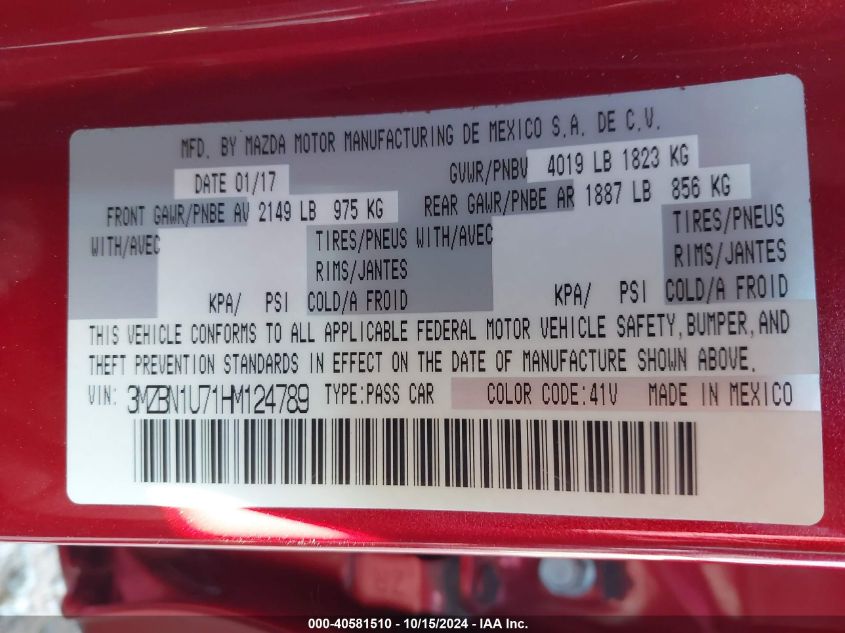 MFD. BY MAZDA MOTOR MANUFACTURING DE MEXICO S.A. DE C.V.
DATE 01/17 GVWR/PNBV 4019 LB 1823 KG
FRONT GAWR/PNBE AV 2149 LB 975 KG REAR GAWR/PNBE AR 1887 LB 856 KG
WITH/AVEC TIRES/PNEUS WITH/AVEC TIRES/PNEUS
RIMS/JANTES RIMS/JANTES
KPA/ PSI COLD/A FROID KPA/ PSI COLD/A FROID
THIS VEHICLE CONFORMS TO ALL APPLICABLE FEDERAL MOTOR VEHICLE SAFETY, BUMPER, AND
THEFT PREVENTION STANDARDS IN EFFECT ON THE DATE OF MANUFACTURE SHOWN ABOVE.
VIN: 3MZBN1U71HM124789 TYPE:PASS CAR COLOR CODE:41V MADE IN MEXICO
000-40581510 - 10/15/2024 - IAA Inc.